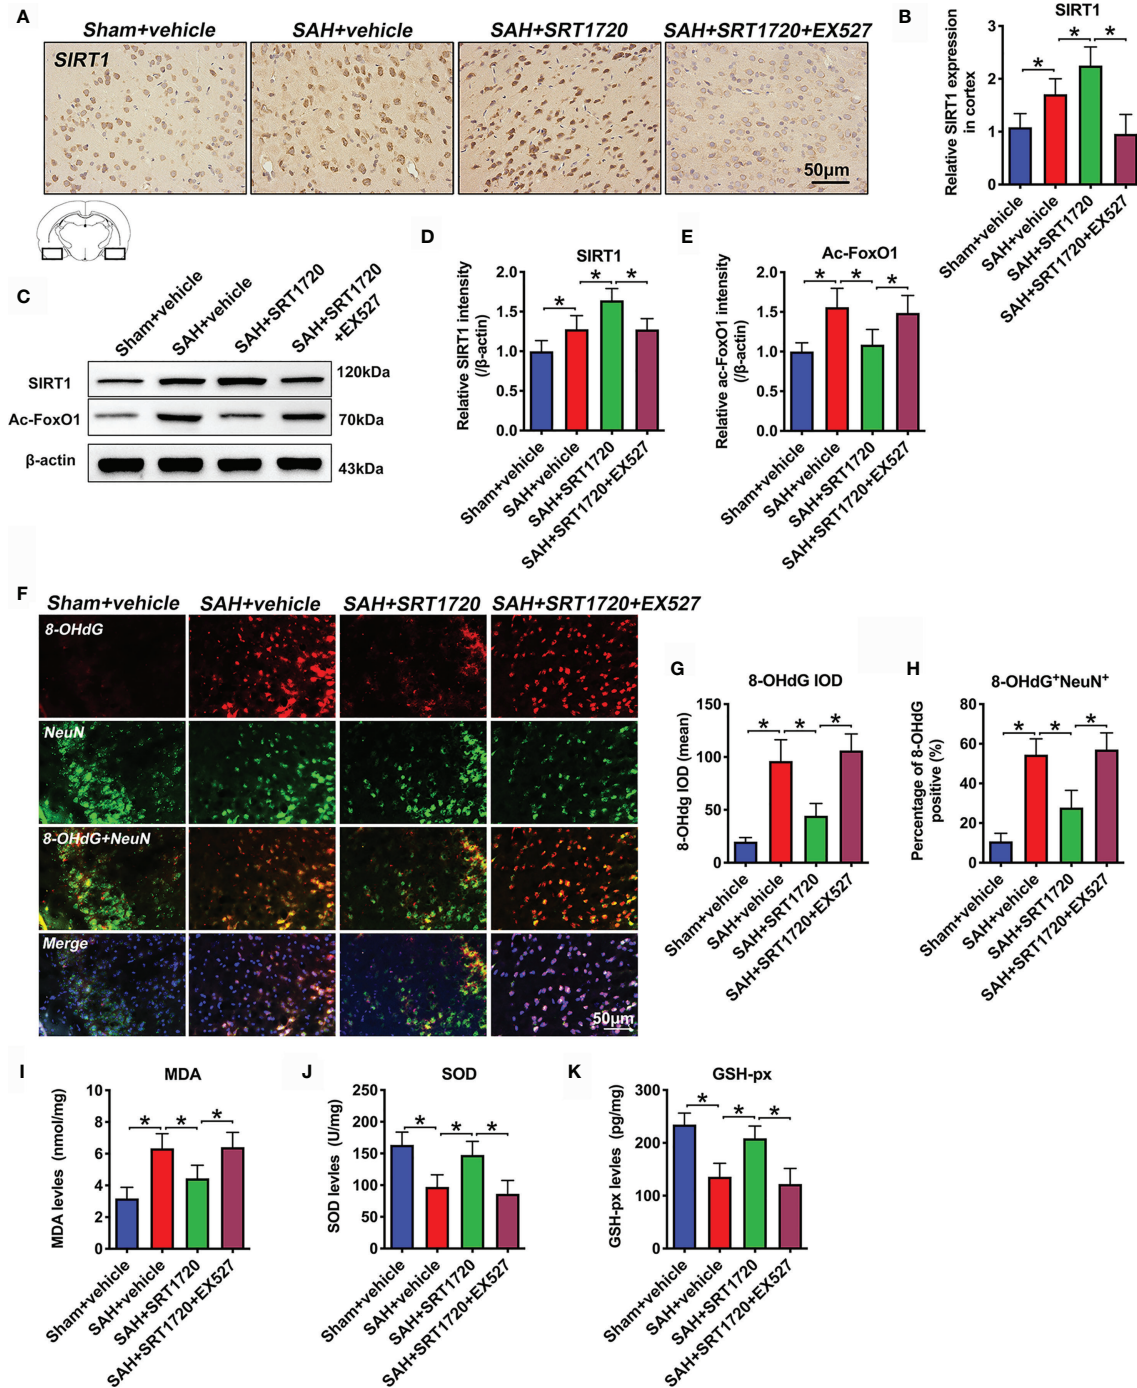 A
Sham+vehicle
SAH+vehicle
SAH+SRT1720
SAH+SRT1720+EX527
SIRT1
50μm
B
SIRT1
Relative SIRT1 expression
in cortex
3
2
1
0
*
*
*
Sham+vehicle
SAH+vehicle
SAH+SRT1720
SAH+SRT1720+EX527
C
Sham+vehicle
SAH+vehicle
SAH+SRT1720
SAH+SRT1720
+EX527
SIRT1
120kDa
Ac-FoxO1
70kDa
β-actin
43kDa
D
SIRT1
Relative SIRT1 intensity
(/β-actin)
2.0
1.5
1.0
0.5
0.0
*
*
*
Sham+vehicle
SAH+vehicle
SAH+SRT1720
SAH+SRT1720+EX527
E
Ac-FoxO1
Relative ac-FoxO1 intensity
(/β-actin)
2.0
1.5
1.0
0.5
0.0
*
*
*
Sham+vehicle
SAH+vehicle
SAH+SRT1720
SAH+SRT1720+EX527
F
Sham+vehicle
SAH+vehicle
SAH+SRT1720
SAH+SRT1720+EX527
8-OHdG
NeuN
8-OHdG+NeuN
Merge
50μm
G
8-OHdG IOD
8-OHdg IOD (mean)
150
100
50
0
*
*
*
Sham+vehicle
SAH+vehicle
SAH+SRT1720
SAH+SRT1720+EX527
H
8-OHdG⁺NeuN⁺
Percentage of 8-OHdG
positive (%)
80
60
40
20
0
*
*
*
Sham+vehicle
SAH+vehicle
SAH+SRT1720
SAH+SRT1720+EX527
I
MDA
MDA levles (nmol/mg)
10
8
6
4
2
0
*
*
*
Sham+vehicle
SAH+vehicle
SAH+SRT1720
SAH+SRT1720+EX527
J
SOD
SOD levles (U/mg)
250
200
150
100
50
0
*
*
*
Sham+vehicle
SAH+vehicle
SAH+SRT1720
SAH+SRT1720+EX527
K
GSH-px
GSH-px levles (pg/mg)
300
200
100
0
*
*
*
Sham+vehicle
SAH+vehicle
SAH+SRT1720
SAH+SRT1720+EX527